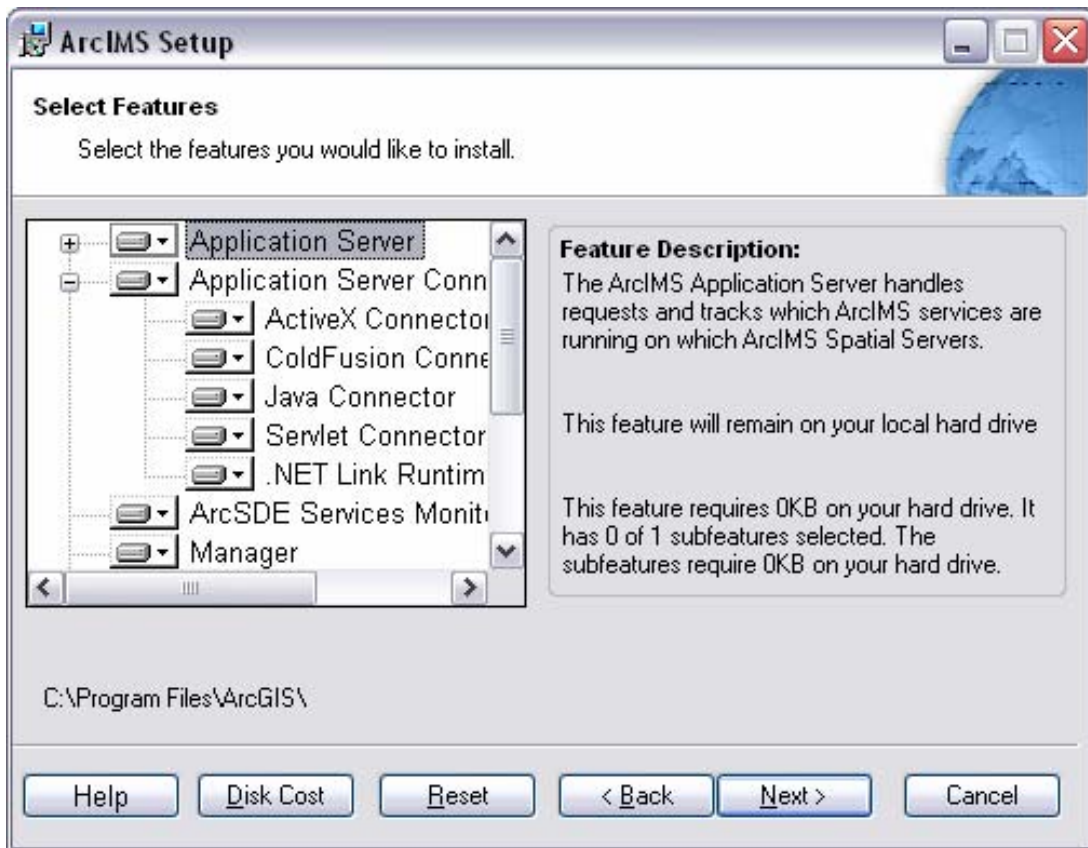 ArcIMS Setup
Select Features
Select the features you would like to install.
Application Server
Application Server Conn
ActiveX Connector
ColdFusion Conne
Java Connector
Servlet Connector
.NET Link Runtim
ArcSDE Services Monit
Manager
Feature Description:
The ArcIMS Application Server handles
requests and tracks which ArcIMS services are
running on which ArcIMS Spatial Servers.
This feature will remain on your local hard drive
This feature requires 0KB on your hard drive. It
has 0 of 1 subfeatures selected. The
subfeatures require 0KB on your hard drive.
C:\Program Files\ArcGIS\
Help
Disk Cost
Reset
< Back
Next >
Cancel